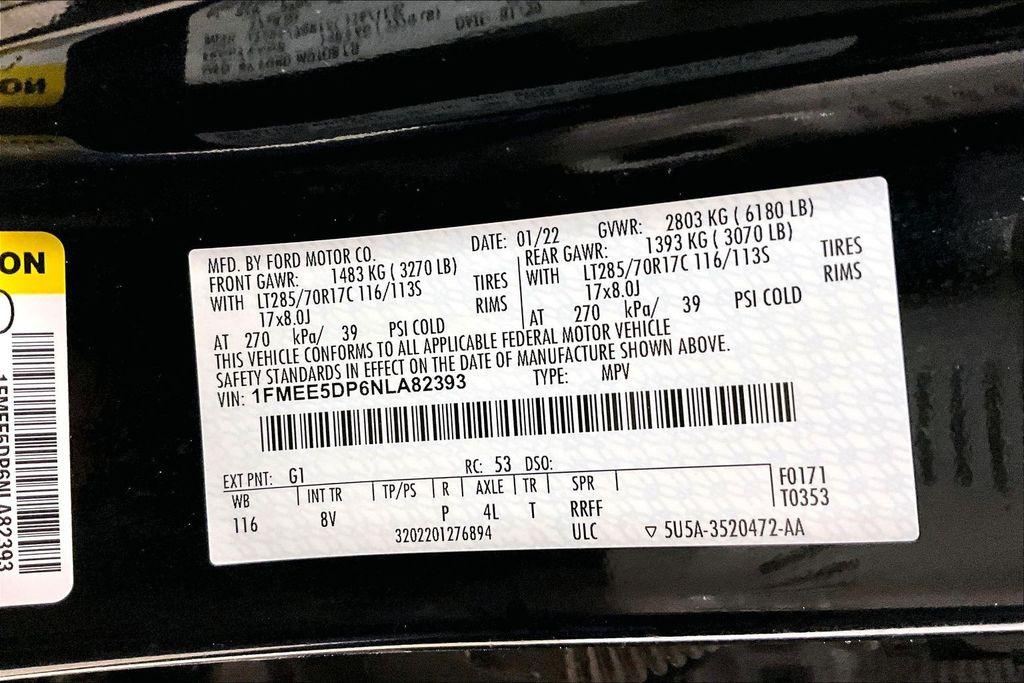 MFD. BY FORD MOTOR CO. DATE: 01/22 GVWR: 2803 KG ( 6180 LB)
FRONT GAWR: 1483 KG ( 3270 LB) REAR GAWR: 1393 KG ( 3070 LB)
WITH LT285/70R17C 116/113S TIRES WITH LT285/70R17C 116/113S TIRES
17x8.0J RIMS 17x8.0J RIMS
AT 270 kPa/ 39 PSI COLD AT 270 kPa/ 39 PSI COLD
THIS VEHICLE CONFORMS TO ALL APPLICABLE FEDERAL MOTOR VEHICLE
SAFETY STANDARDS IN EFFECT ON THE DATE OF MANUFACTURE SHOWN ABOVE.
VIN: 1FMEE5DP6NLA82393 TYPE: MPV
EXT PNT: G1 RC: 53 DSO:
WB INT TR TP/PS R AXLE TR SPR F0171
116 8V P 4L T RRFF T0353
3202201276894 ULC ▽ 5U5A-3520472-AA
ON
1FMEE5DP6NLA82393